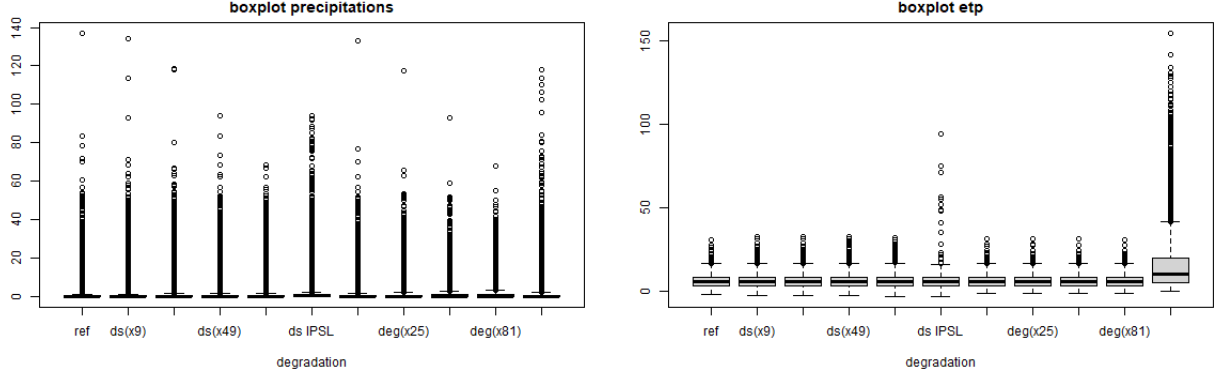 boxplot precipitations
140
120
100
80
60
40
20
0
ref ds(x9) ds(x49) ds IPSL deg(x25) deg(x81)
degradation
boxplot etp
150
100
50
0
ref ds(x9) ds(x49) ds IPSL deg(x25) deg(x81)
degradation